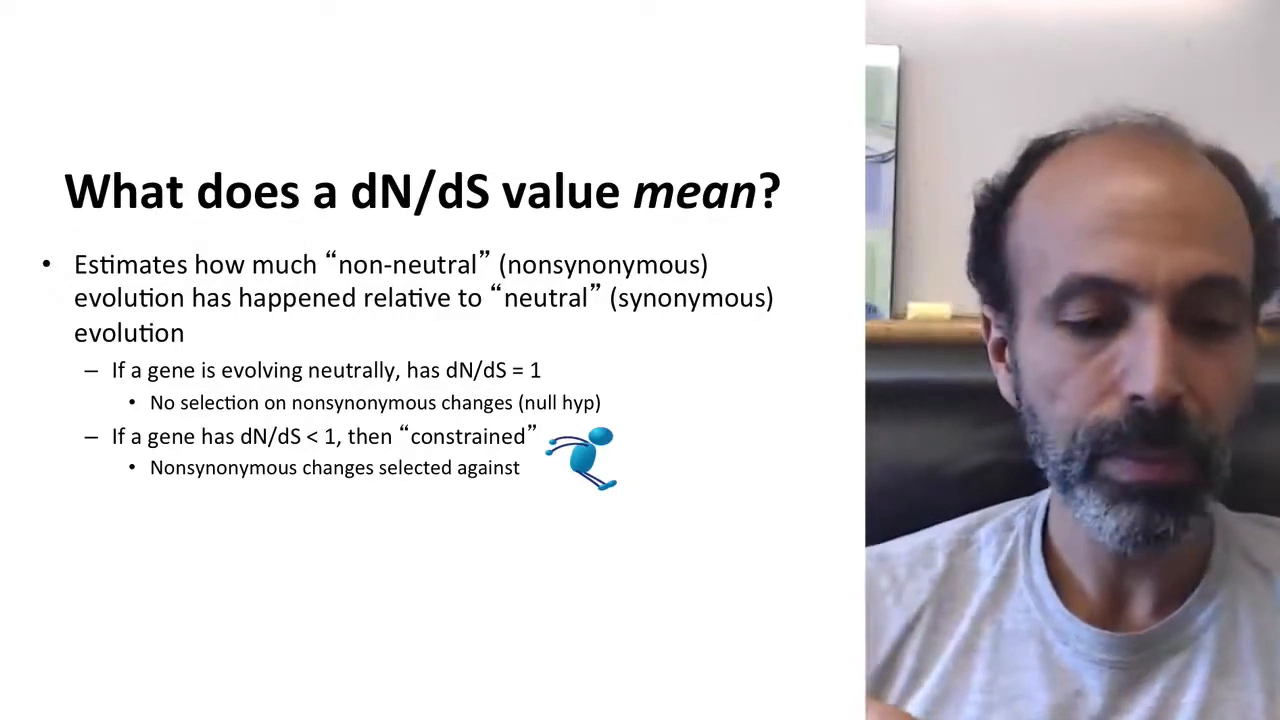 What does a dN/dS value mean?
• Estimates how much “non-neutral” (nonsynonymous)
evolution has happened relative to “neutral” (synonymous)
evolution
– If a gene is evolving neutrally, has dN/dS = 1
• No selection on nonsynonymous changes (null hyp)
– If a gene has dN/dS < 1, then “constrained”
• Nonsynonymous changes selected against